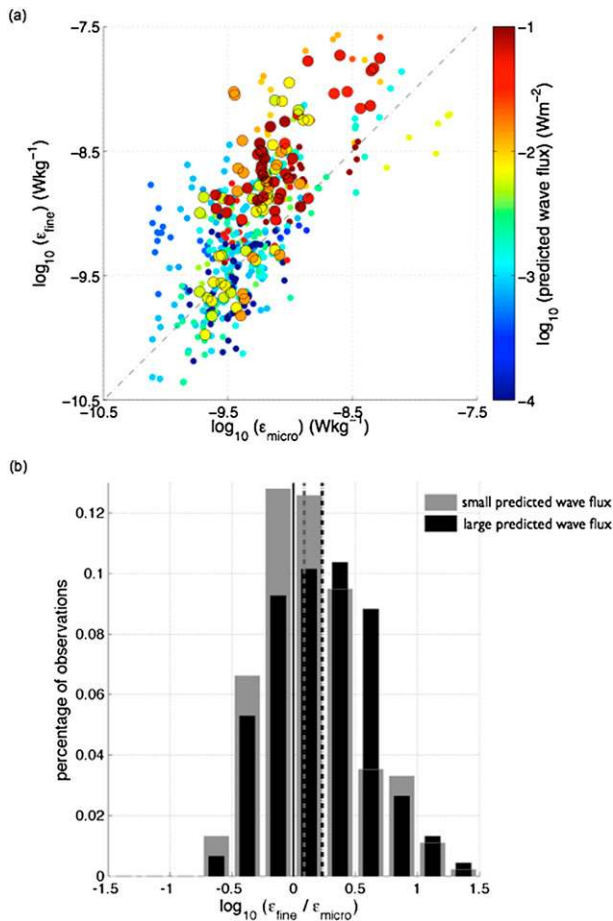 (a)
-7.5
-8.5
-9.5
-10.5
log10 (εfine) (Wkg−1)
-10.5 -9.5 -8.5 -7.5
log10 (εmicro) (Wkg−1)
-1
-2
-3
-4
log10 (predicted wave flux) (Wm−2)
(b)
small predicted wave flux
large predicted wave flux
0.12
0.1
0.08
0.06
0.04
0.02
0
percentage of observations
-1.5 -1.0 -0.5 0 0.5 1.0 1.5
log10 (εfine / εmicro)